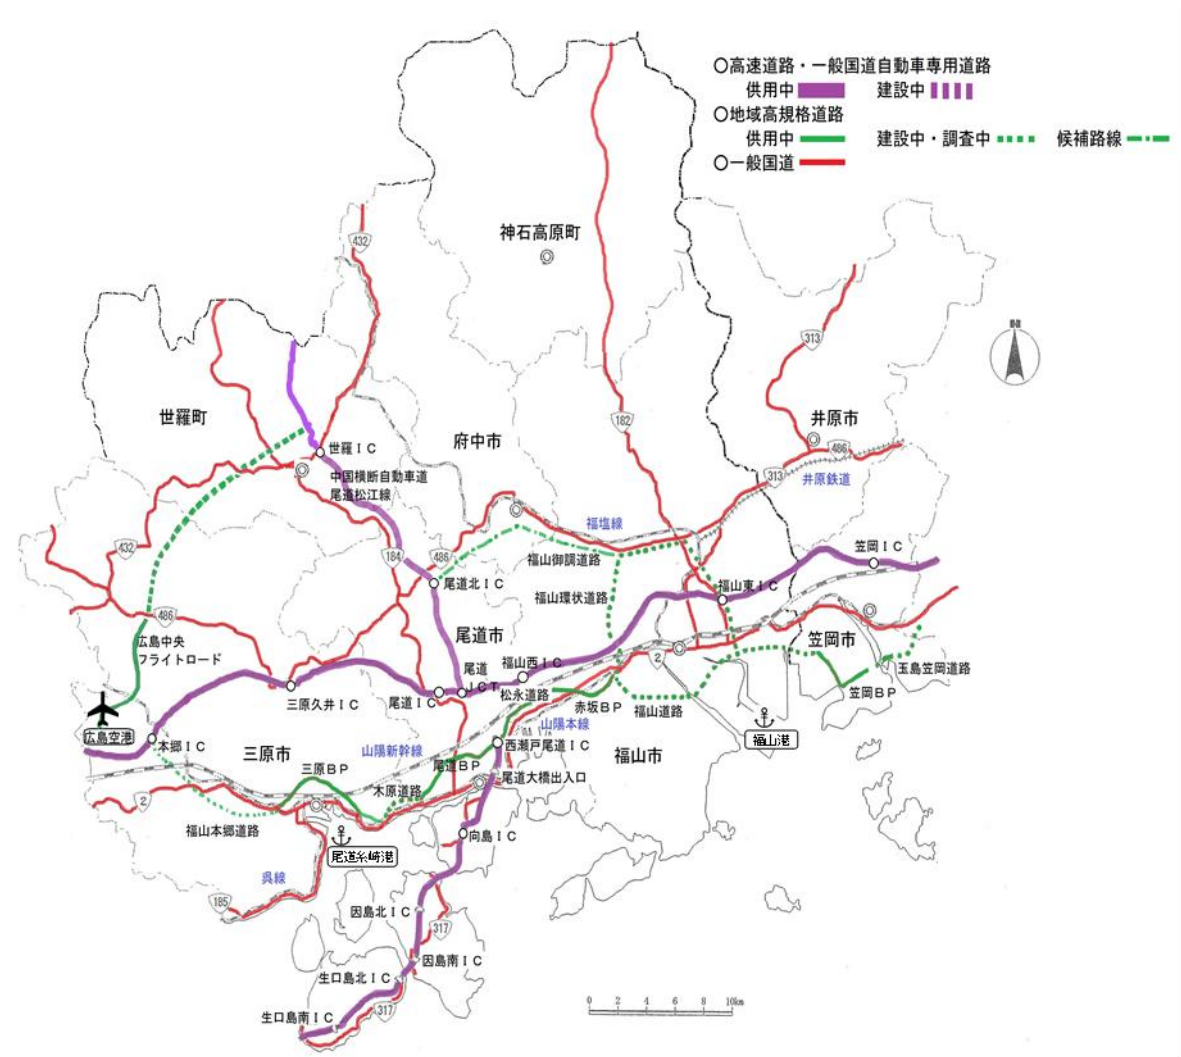 ○高速道路・一般国道自動車専用道路
供用中 建設中
○地域高規格道路
供用中 建設中・調査中 候補路線
○一般国道
神石高原町
432
313
世羅町
182
井原市
府中市
486
世羅IC
313
井原鉄道
中国横断自動車道
尾道松江線
福塩線
432
184
486
福山御調道路
笠岡IC
尾道北IC
福山東IC
福山環状道路
486
広島中央
フライトロード
尾道市
笠岡市
2
福山西IC
尾道
JCT
玉島笠岡道路
松永道路
笠岡BP
三原久井IC
尾道IC
赤坂BP
福山道路
広島空港
本郷IC
山陽本線
福山港
三原市
山陽新幹線
西瀬戸尾道IC
福山市
三原BP
尾道BP
尾道大橋出入口
木原道路
2
福山本郷道路
向島IC
尾道糸崎港
呉線
185
因島北IC
317
因島南IC
生口島北IC
0 2 4 6 8 10km
317
生口島南IC